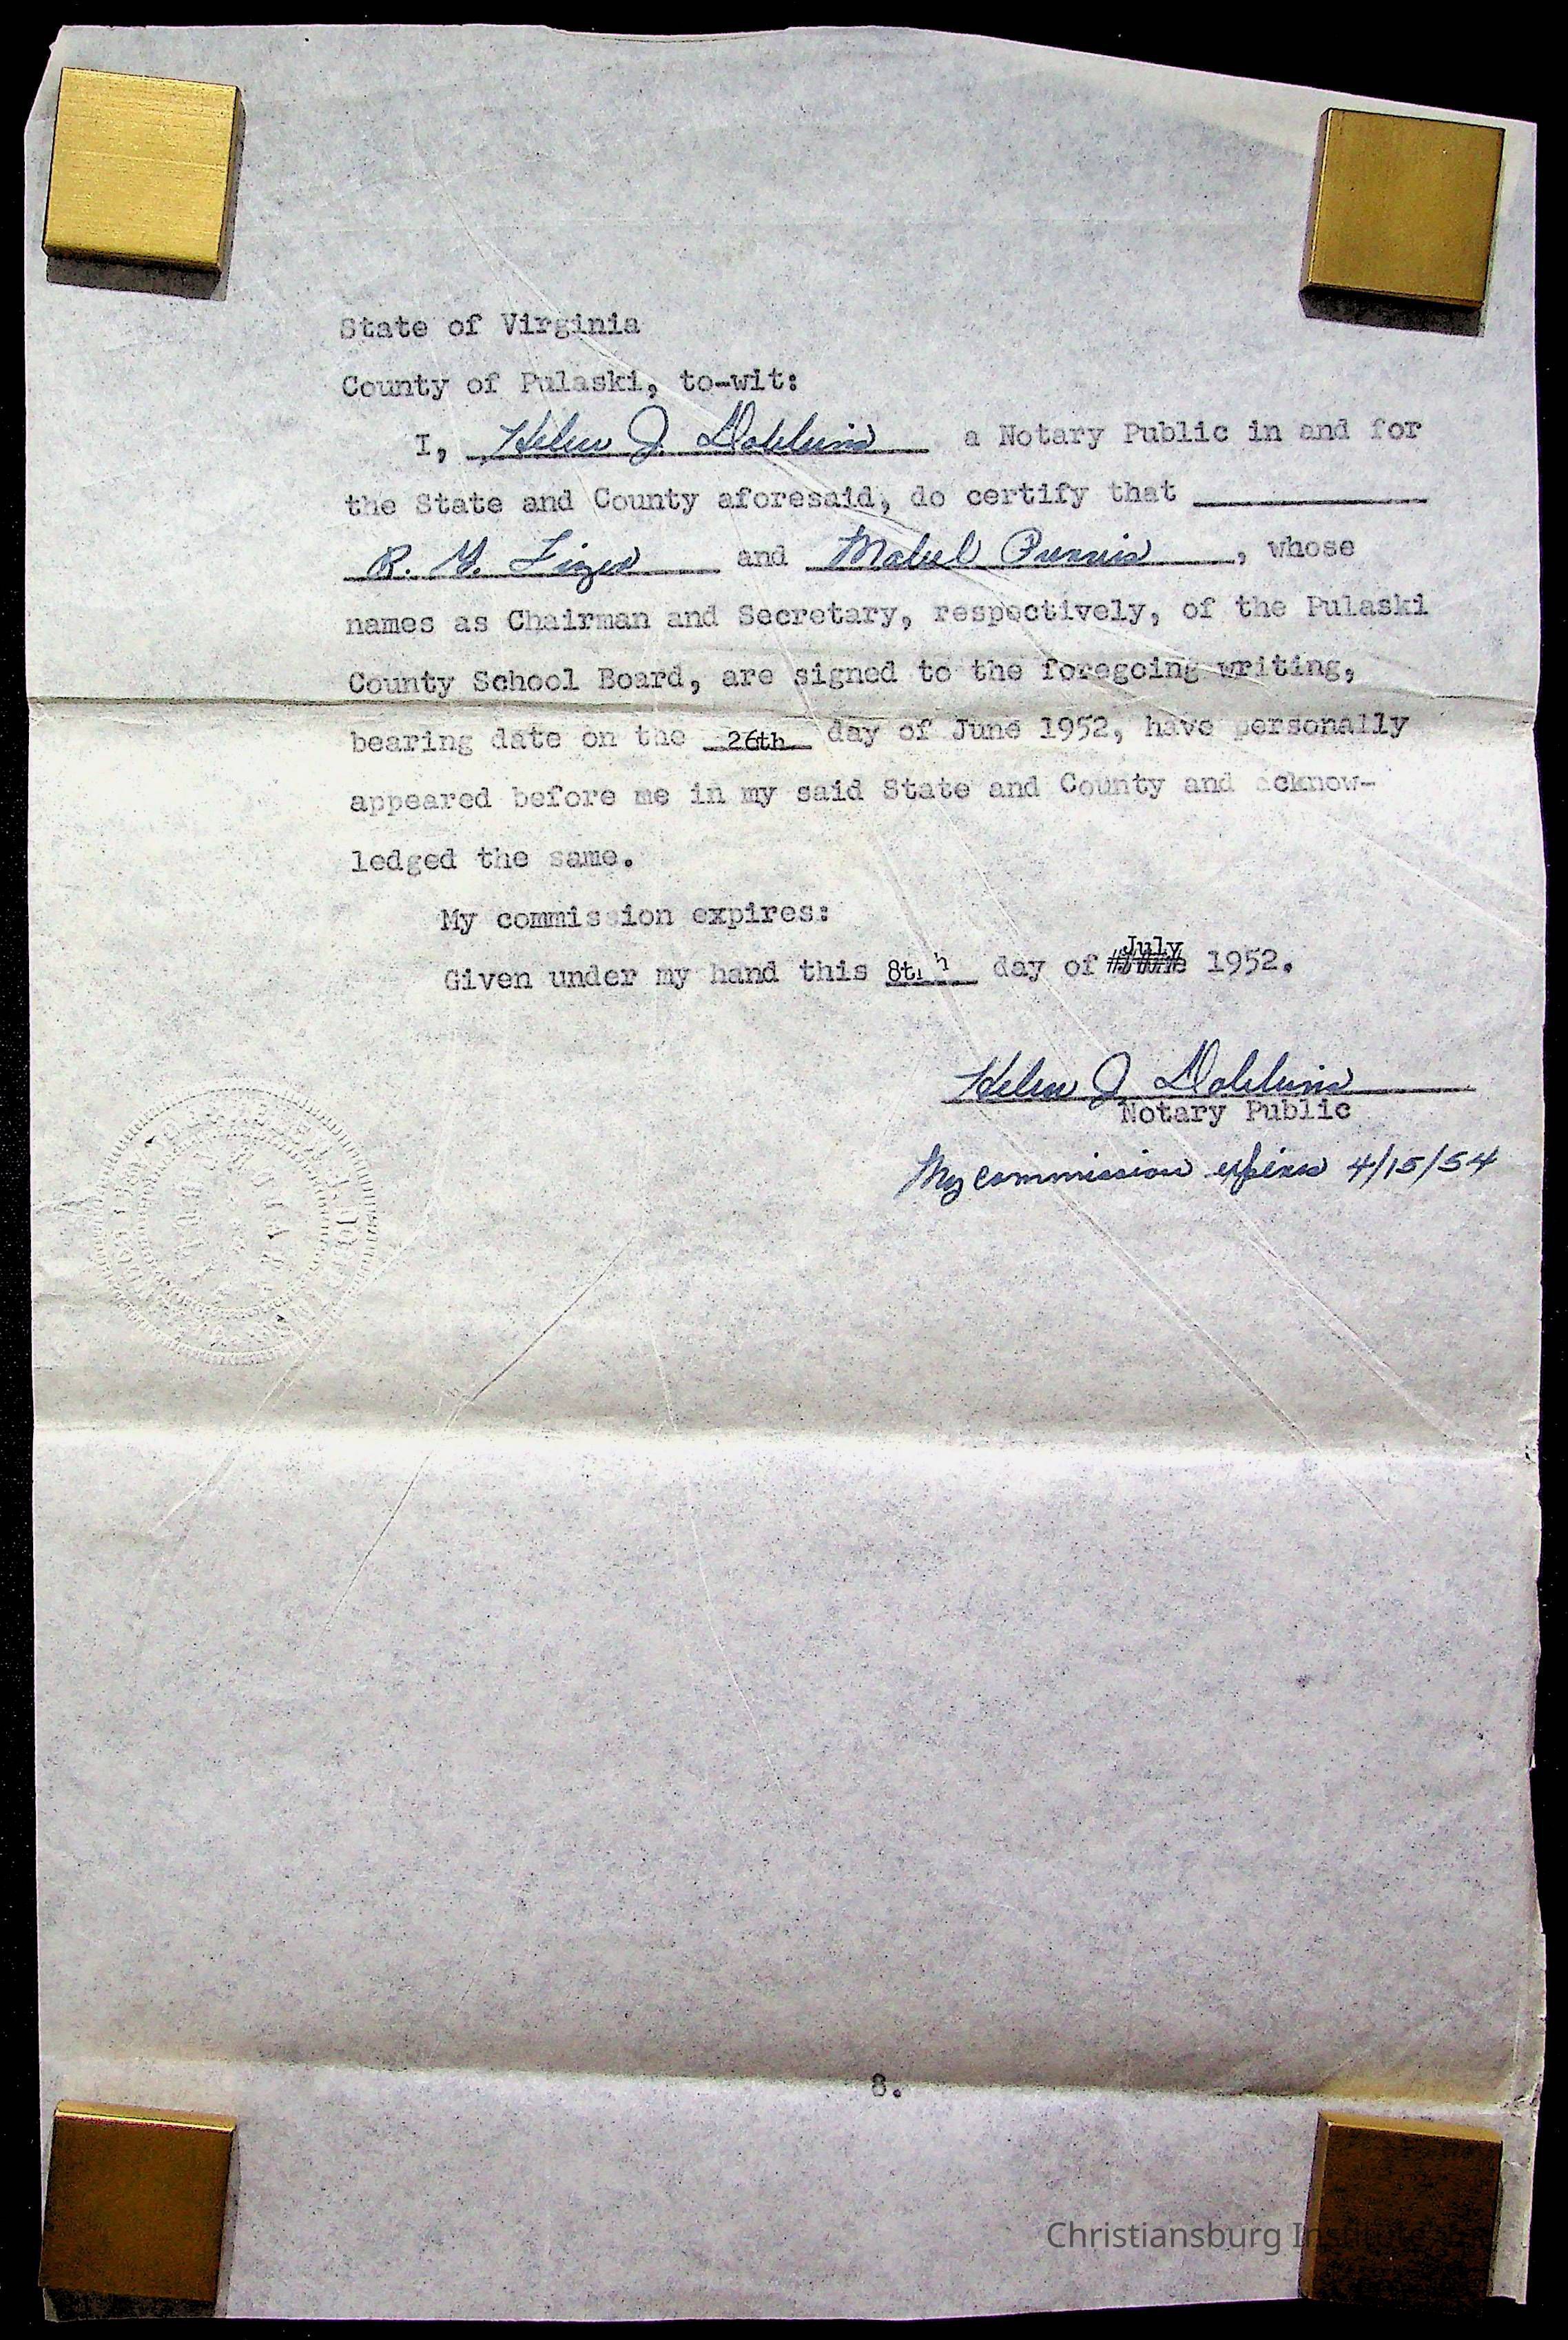 State of Virginia
County of Pulaski, to-wit:
I, Helen J. Dobbins a Notary Public in and for
the State and County aforesaid, do certify that
R. Y. and Mabel, whose
names as Chairman and Secretary, respectively, of the Pulaski
County School Board, are signed to the foregoing writing,
bearing date on the 26th day of June 1952, have personally
appeared before me in my said State and County and acknow-
ledged the same.
My commission expires:
Given under my hand this 8th day of July 1952.
Helen J Dobbins
Notary Public
My commission expires 4/15/54
8.
Christiansburg Institute